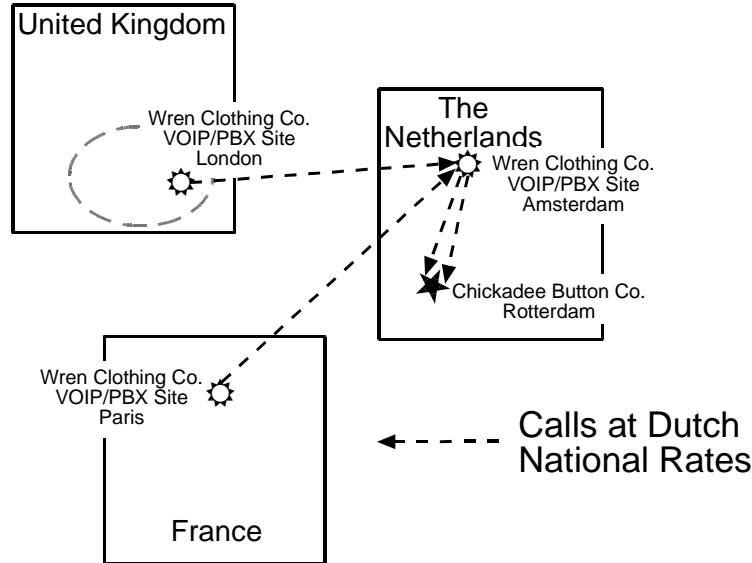 United Kingdom
Wren Clothing Co.
VOIP/PBX Site
London
The
Netherlands
Wren Clothing Co.
VOIP/PBX Site
Amsterdam
Chickadee Button Co.
Rotterdam
Wren Clothing Co.
VOIP/PBX Site
Paris
France
Calls at Dutch
National Rates